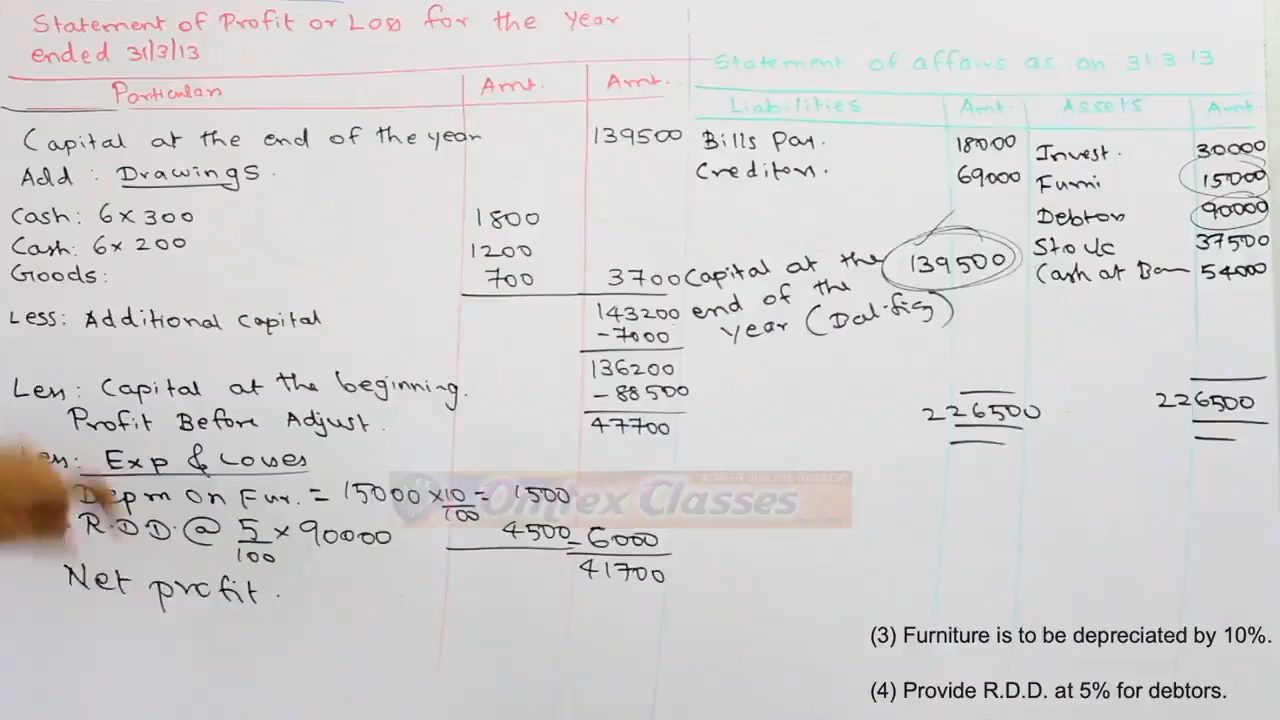 Statement of Profit or Loss for the Year
ended 31/3/13
Particulars Amt. Amt.
Capital at the end of the year 139500
Add : Drawings.
Cash: 6 x 300 1800
Cash: 6 x 200 1200
Goods: 700 3700
143200
Less: Additional Capital -7000
136200
Less: Capital at the beginning. -88500
Profit Before Adjust. 47700
Exp & Losses
Depm on Fur. = 15000 x 10/100 = 1500
R.D.D. @ 5/100 x 90000 4500 -6000
41700
Net profit.
Statement of affairs as on 31.3.13
Liabilities Amt. Assets Amt.
Bills Pay. 18000 Invest. 30000
Creditors. 69000 Furni 15000
Debtors 90000
Stock 37500
Capital at the 139500 Cash at Ban 54000
end of the
year (Bal.fig)
226500 226500
Omtex Classes
(3) Furniture is to be depreciated by 10%.
(4) Provide R.D.D. at 5% for debtors.